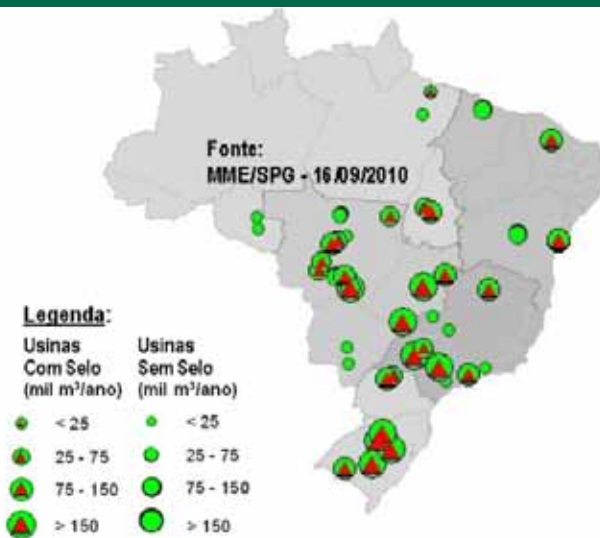 Fonte:
MME/SPG - 16/09/2010
Legenda:
Usinas
Com Selo
(mil m³/ano)
< 25
25 - 75
75 - 150
> 150
Usinas
Sem Selo
(mil m³/ano)
< 25
25 - 75
75 - 150
> 150